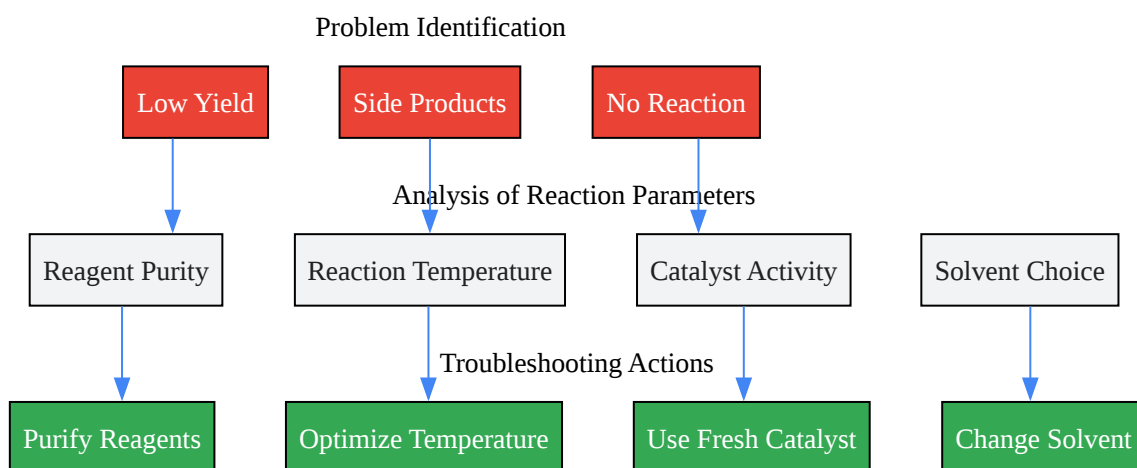 Problem Identification
Low Yield
Side Products
No Reaction
Analysis of Reaction Parameters
Reagent Purity
Reaction Temperature
Catalyst Activity
Solvent Choice
Troubleshooting Actions
Purify Reagents
Optimize Temperature
Use Fresh Catalyst
Change Solvent